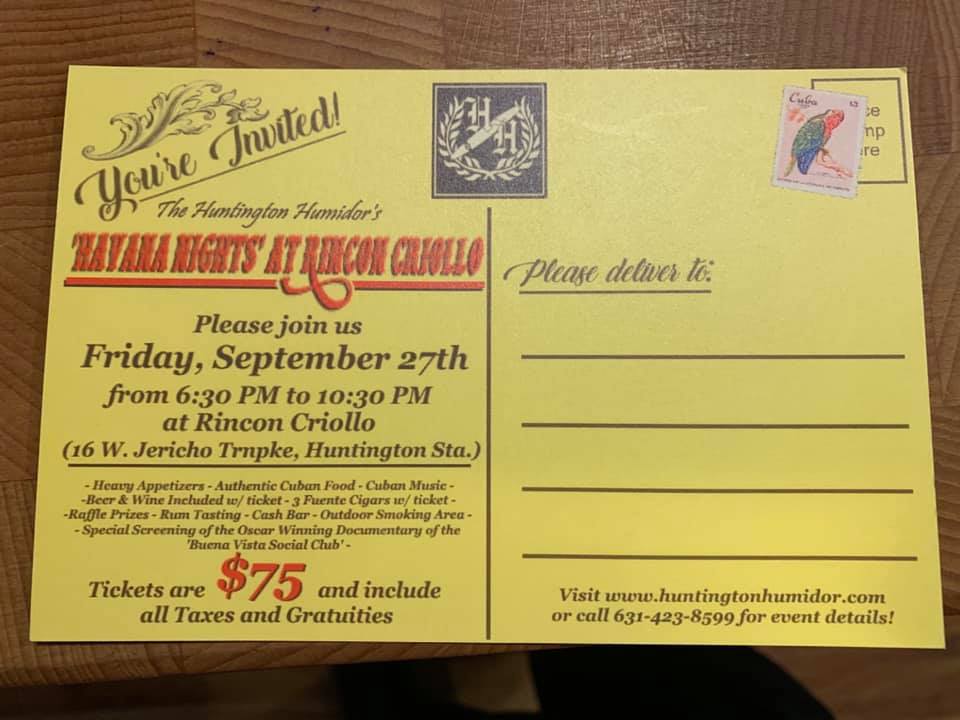 You're Invited!
The Huntington Humidor's
'HAVANA NIGHTS' AT RINCON CRIOLLO
Please join us
Friday, September 27th
from 6:30 PM to 10:30 PM
at Rincon Criollo
(16 W. Jericho Trnpke, Huntington Sta.)
- Heavy Appetizers - Authentic Cuban Food - Cuban Music -
-Beer & Wine Included w/ ticket - 3 Fuente Cigars w/ ticket -
-Raffle Prizes - Rum Tasting - Cash Bar - Outdoor Smoking Area -
- Special Screening of the Oscar Winning Documentary of the
'Buena Vista Social Club' -
Tickets are $75 and include
all Taxes and Gratuities
HH
Cuba
ce
mp
re
Please deliver to:
Visit www.huntingtonhumidor.com
or call 631-423-8599 for event details!